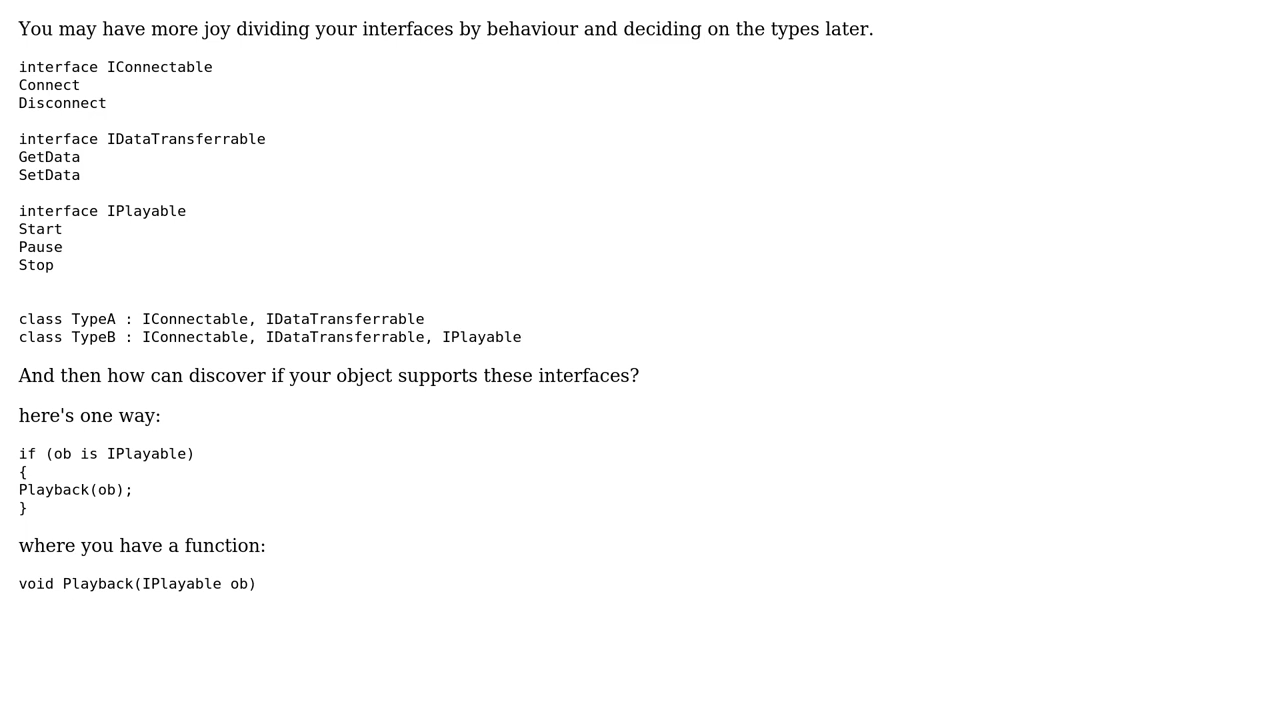 You may have more joy dividing your interfaces by behaviour and deciding on the types later.
interface IConnectable
Connect
Disconnect
interface IDataTransferrable
GetData
SetData
interface IPlayable
Start
Pause
Stop
class TypeA : IConnectable, IDataTransferrable
class TypeB : IConnectable, IDataTransferrable, IPlayable
And then how can discover if your object supports these interfaces?
here's one way:
if (ob is IPlayable)
{
Playback(ob);
}
where you have a function:
void Playback(IPlayable ob)